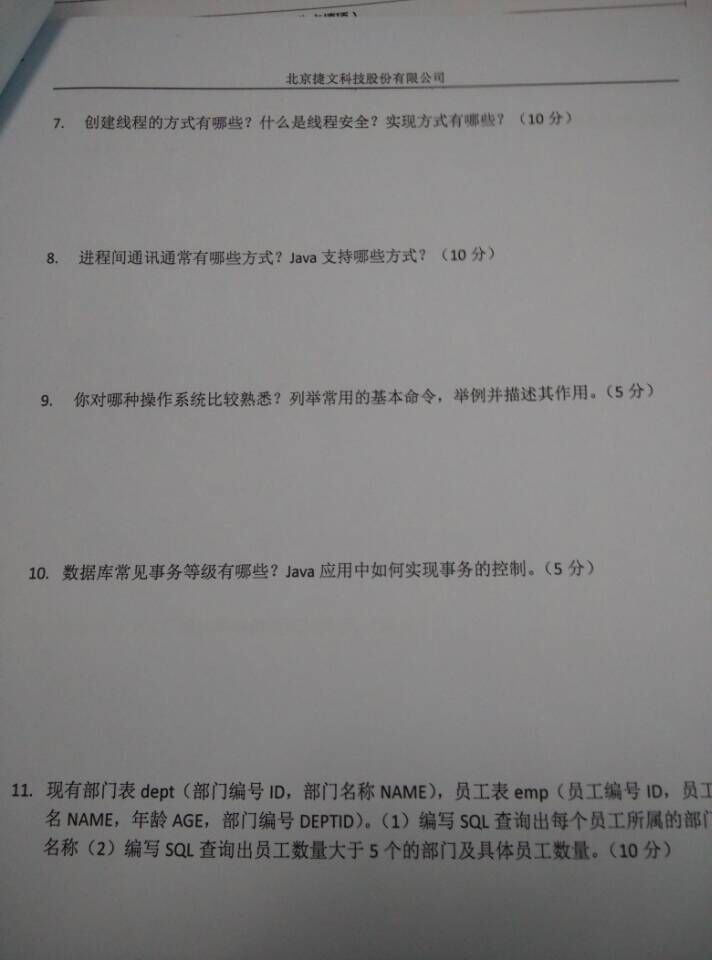 北京捷文科技股份有限公司
7. 创建线程的方式有哪些？什么是线程安全？实现方式有哪些？（10 分）
8. 进程间通讯通常有哪些方式？Java 支持哪些方式？（10 分）
9. 你对哪种操作系统比较熟悉？列举常用的基本命令，举例并描述其作用。（5 分）
10. 数据库常见事务等级有哪些？Java 应用中如何实现事务的控制。（5 分）
11. 现有部门表 dept（部门编号 ID，部门名称 NAME），员工表 emp（员工编号 ID，员工
名 NAME，年龄 AGE，部门编号 DEPTID）。（1）编写 SQL 查询出每个员工所属的部门
名称（2）编写 SQL 查询出员工数量大于 5 个的部门及具体员工数量。（10 分）